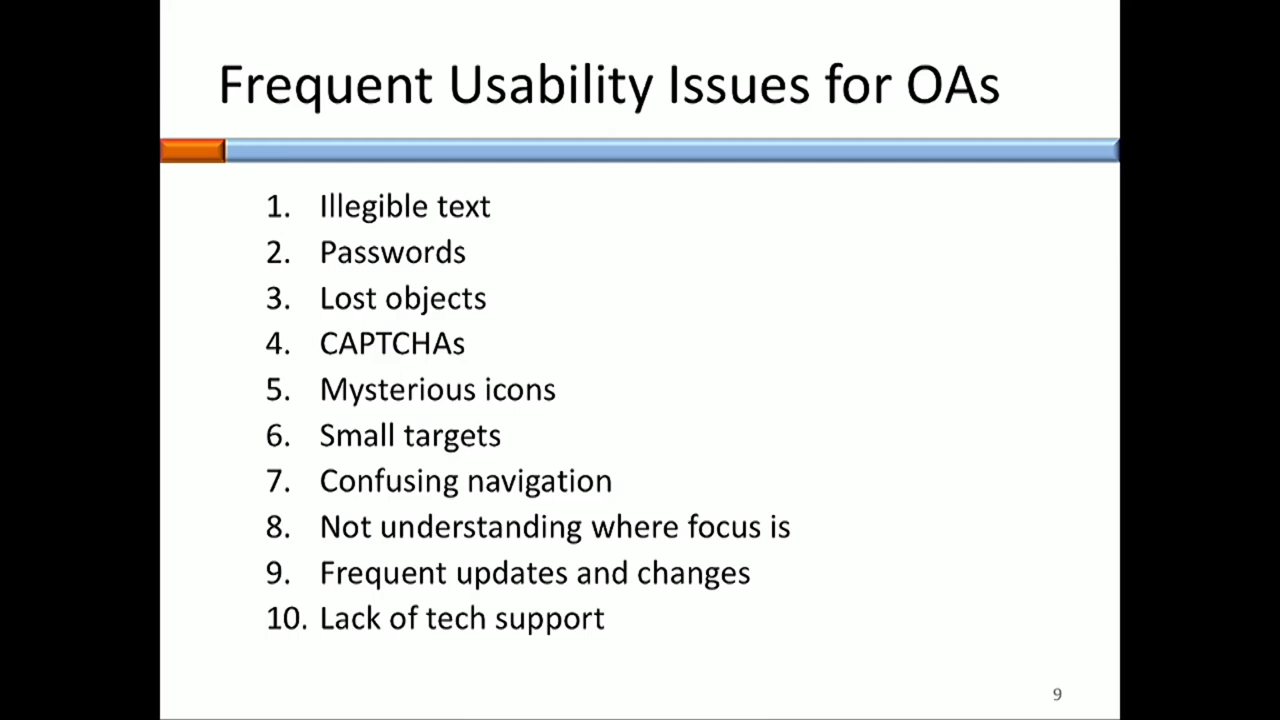 Frequent Usability Issues for OAs
1. Illegible text
2. Passwords
3. Lost objects
4. CAPTCHAs
5. Mysterious icons
6. Small targets
7. Confusing navigation
8. Not understanding where focus is
9. Frequent updates and changes
10. Lack of tech support
9